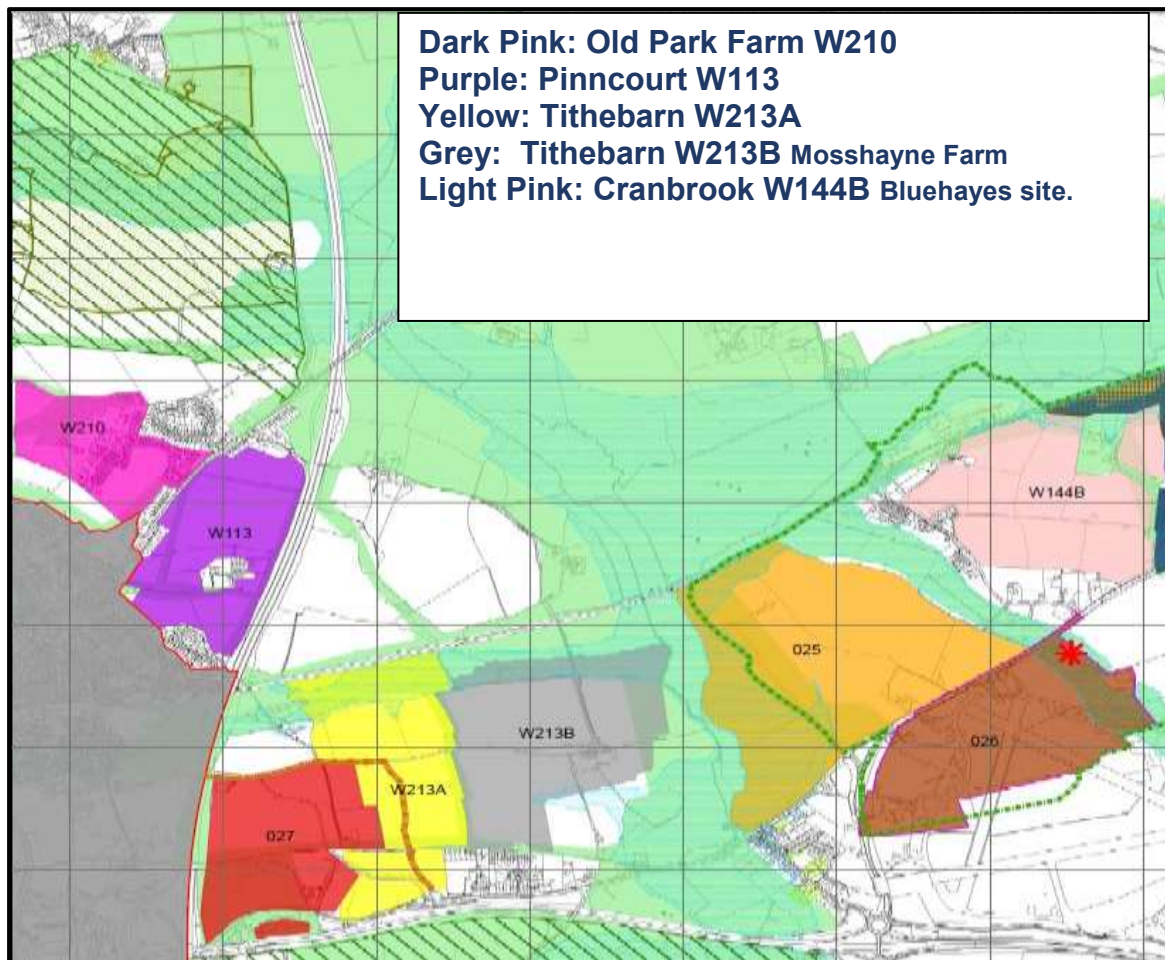 Dark Pink: Old Park Farm W210
Purple: Pinncourt W113
Yellow: Tithebarn W213A
Grey: Tithebarn W213B Mosshayne Farm
Light Pink: Cranbrook W144B Bluehayes site.
W210
W144B
W113
025
W213B
026
W213A
027